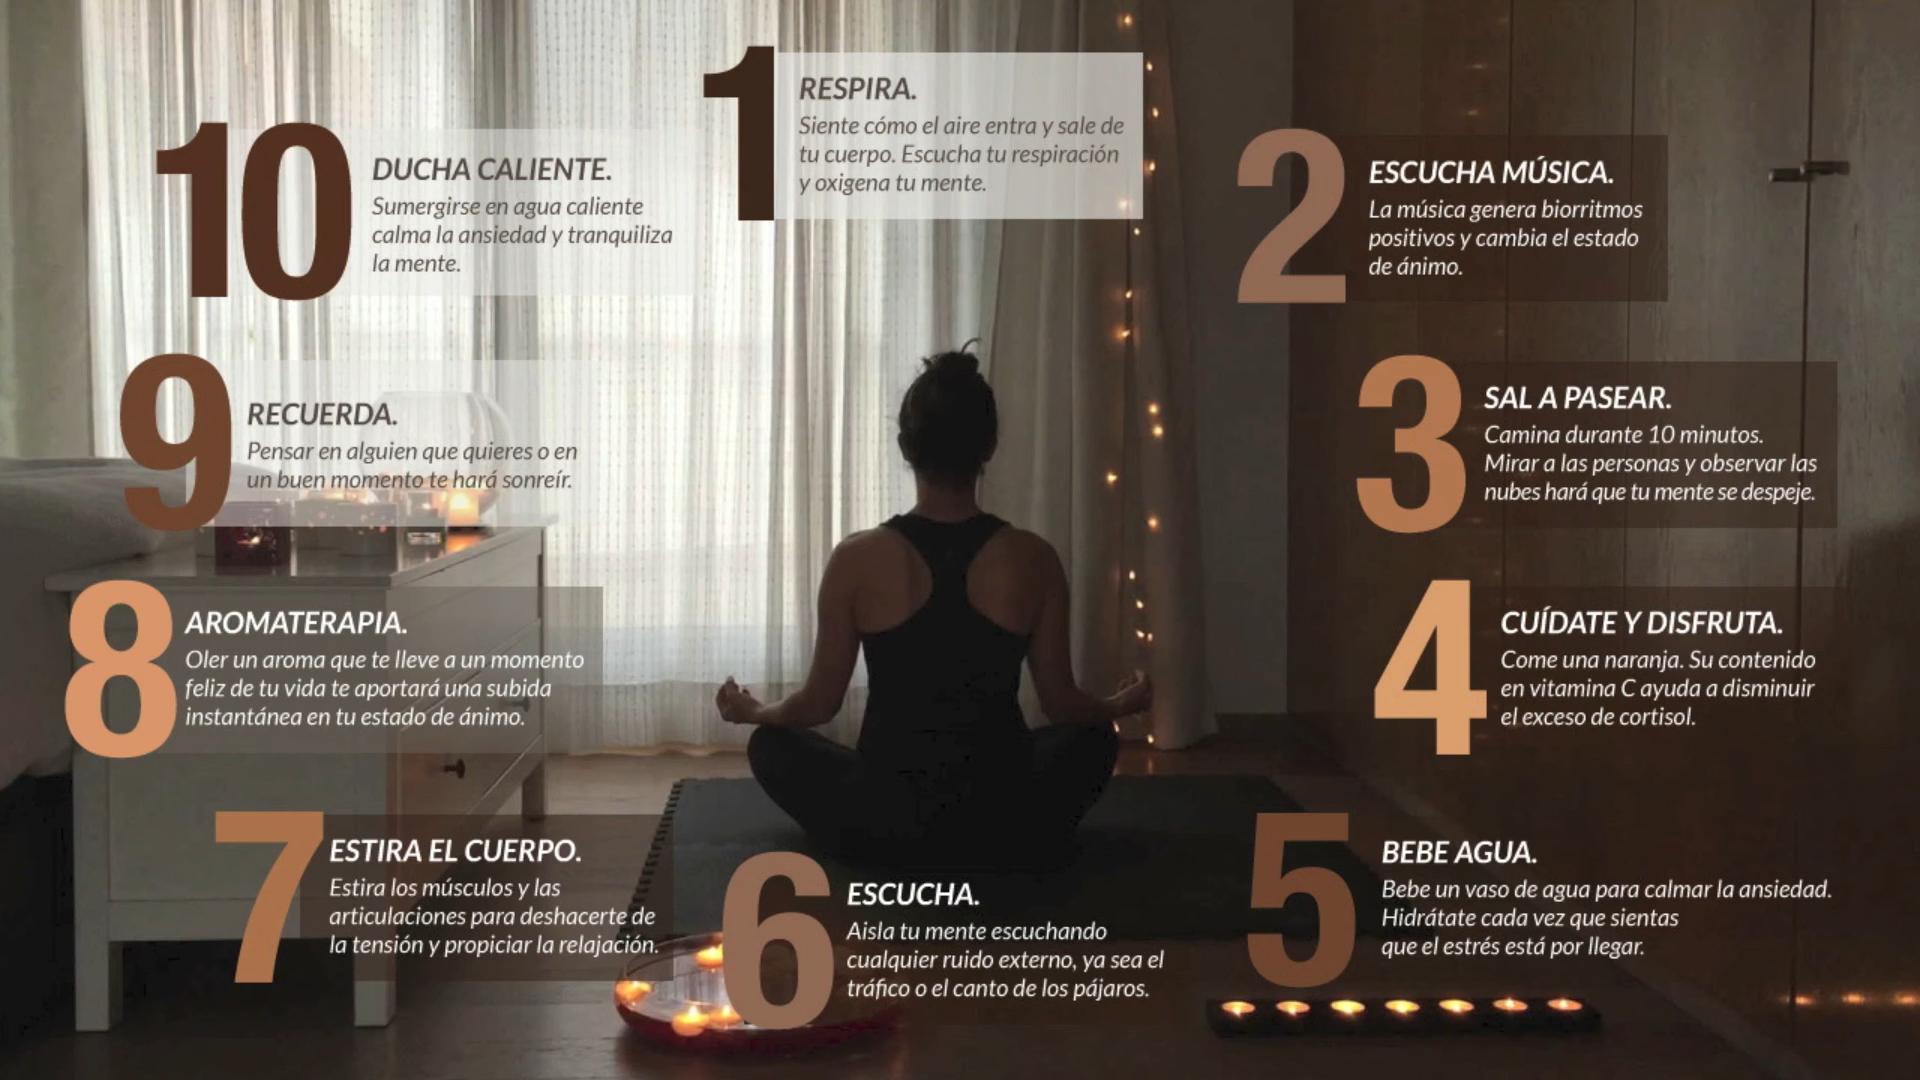 1
RESPIRA.
Siente cómo el aire entra y sale de
tu cuerpo. Escucha tu respiración
y oxigena tu mente.
2
ESCUCHA MÚSICA.
La música genera biorritmos
positivos y cambia el estado
de ánimo.
3
SAL A PASEAR.
Camina durante 10 minutos.
Mirar a las personas y observar las
nubes hará que tu mente se despeje.
4
CUÍDATE Y DISFRUTA.
Come una naranja. Su contenido
en vitamina C ayuda a disminuir
el exceso de cortisol.
5
BEBE AGUA.
Bebe un vaso de agua para calmar la ansiedad.
Hidrátate cada vez que sientas
que el estrés está por llegar.
6
ESCUCHA.
Aisla tu mente escuchando
cualquier ruido externo, ya sea el
tráfico o el canto de los pájaros.
7
ESTIRA EL CUERPO.
Estira los músculos y las
articulaciones para deshacerte de
la tensión y propiciar la relajación.
8
AROMATERAPIA.
Oler un aroma que te lleve a un momento
feliz de tu vida te aportará una subida
instantánea en tu estado de ánimo.
9
RECUERDA.
Pensar en alguien que quieres o en
un buen momento te hará sonreír.
10
DUCHA CALIENTE.
Sumergirse en agua caliente
calma la ansiedad y tranquiliza
la mente.